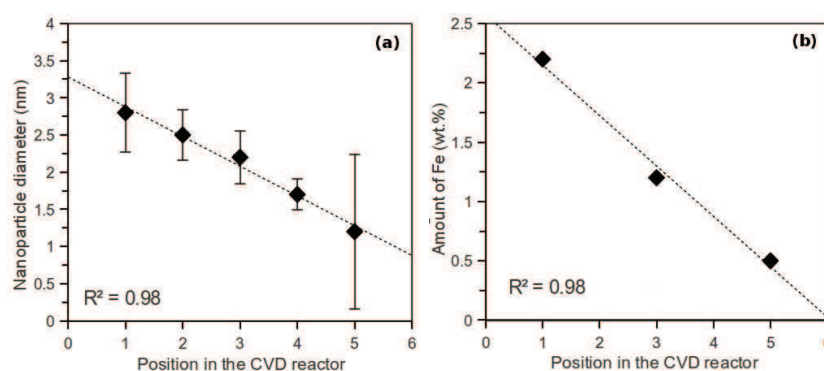 (a)
Nanoparticle diameter (nm)
4
3.5
3
2.5
2
1.5
1
0.5
0
R² = 0.98
0 1 2 3 4 5 6
Position in the CVD reactor
(b)
Amount of Fe (wt.%)
2.5
2
1.5
1
0.5
0
R² = 0.98
0 1 2 3 4 5
Position in the CVD reactor